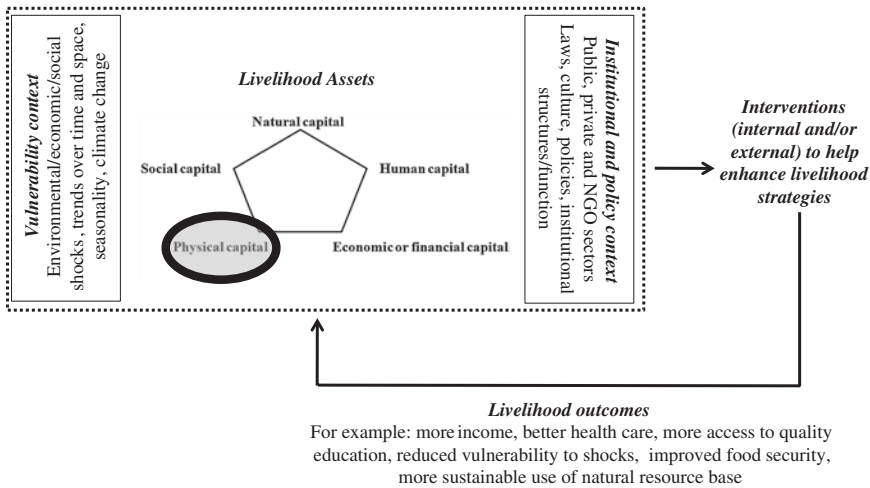 Vulnerability context
Environmental/economic/social
shocks, trends over time and space,
seasonality, climate change
Livelihood Assets
Natural capital
Social capital
Human capital
Physical capital
Economic or financial capital
Institutional and policy context
Public, private and NGO sectors
Laws, culture, policies, institutional
structures/function
Interventions
(internal and/or
external) to help
enhance livelihood
strategies
Livelihood outcomes
For example: more income, better health care, more access to quality
education, reduced vulnerability to shocks, improved food security,
more sustainable use of natural resource base